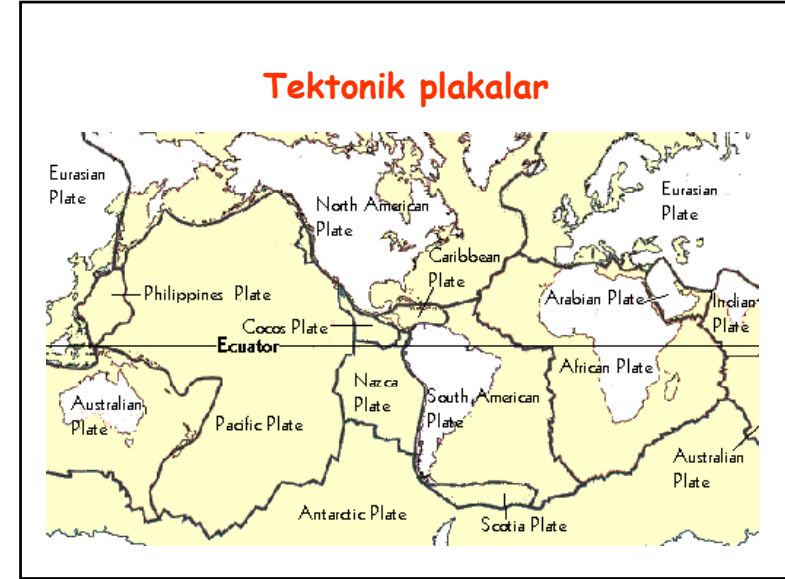 Tektonik plakalar
Eurasian
Plate
North American
Plate
Eurasian
Plate
Caribbean
Plate
Philippines Plate
Arabian Plate
Indian
Plate
Cocos Plate
Ecuator
African Plate
Nazca
Plate
Australian
Plate
South American
Plate
Pacific Plate
Australian
Plate
Antarctic Plate
Scotia Plate